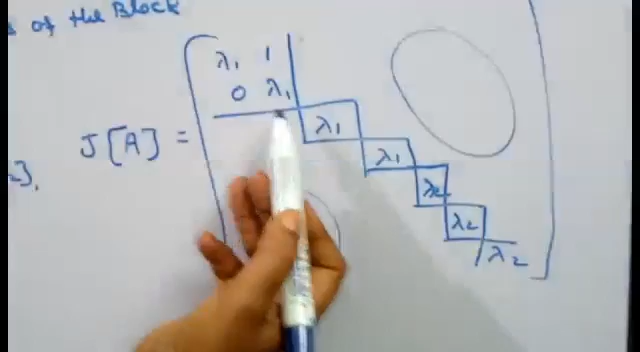 s of the Block
λ₁ 1
0 λ₁
J[A] =
λ₁
λ₁
λ₂
λ₂
λ₂
],